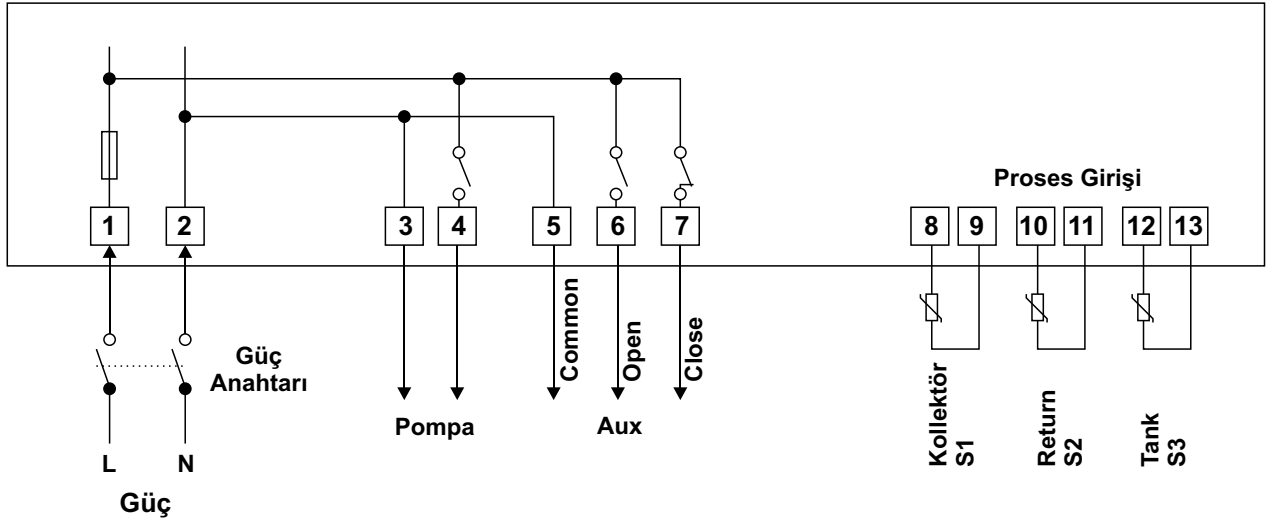 Proses Girişi
1 2 3 4 5 6 7 8 9 10 11 12 13
Common
Open
Close
Güç
Anahtarı
Pompa
Aux
Kollektör
S1
Return
S2
Tank
S3
L N
Güç